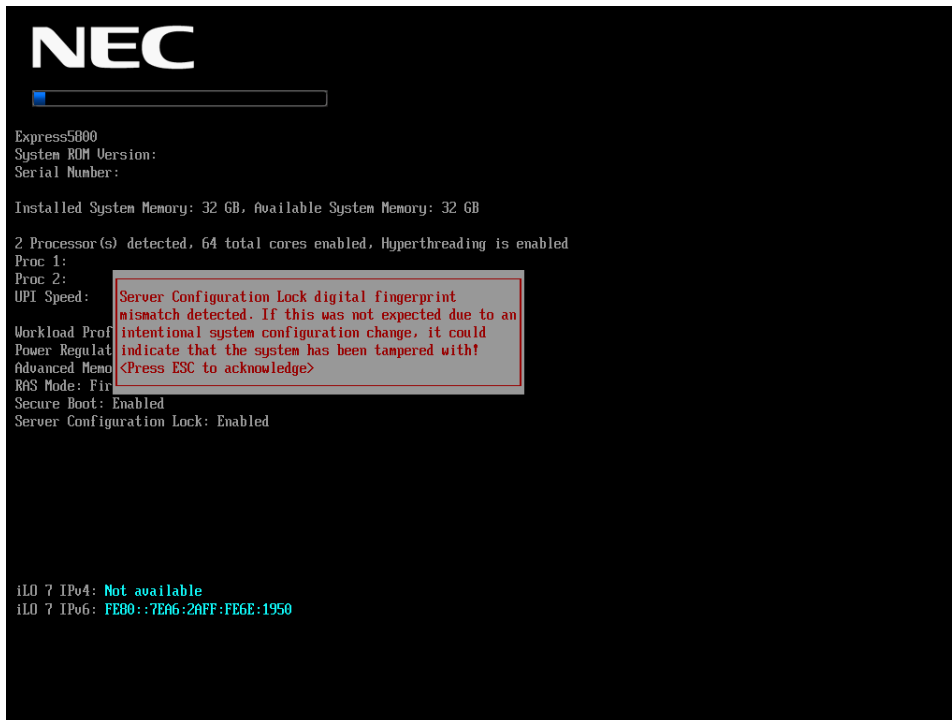 NEC
Express5800
System ROM Version:
Serial Number:
Installed System Memory: 32 GB, Available System Memory: 32 GB
2 Processor(s) detected, 64 total cores enabled, Hyperthreading is enabled
Proc 1:
Proc 2:
UPI Speed:
Server Configuration Lock digital fingerprint
mismatch detected. If this was not expected due to an
intentional system configuration change, it could
indicate that the system has been tampered with!
<Press ESC to acknowledge>
Workload Prof
Power Regulat
Advanced Memo
RAS Mode: Fir
Secure Boot: Enabled
Server Configuration Lock: Enabled
iLO 7 IPv4: Not available
iLO 7 IPv6: FE80::7EA6:2AFF:FE6E:1950